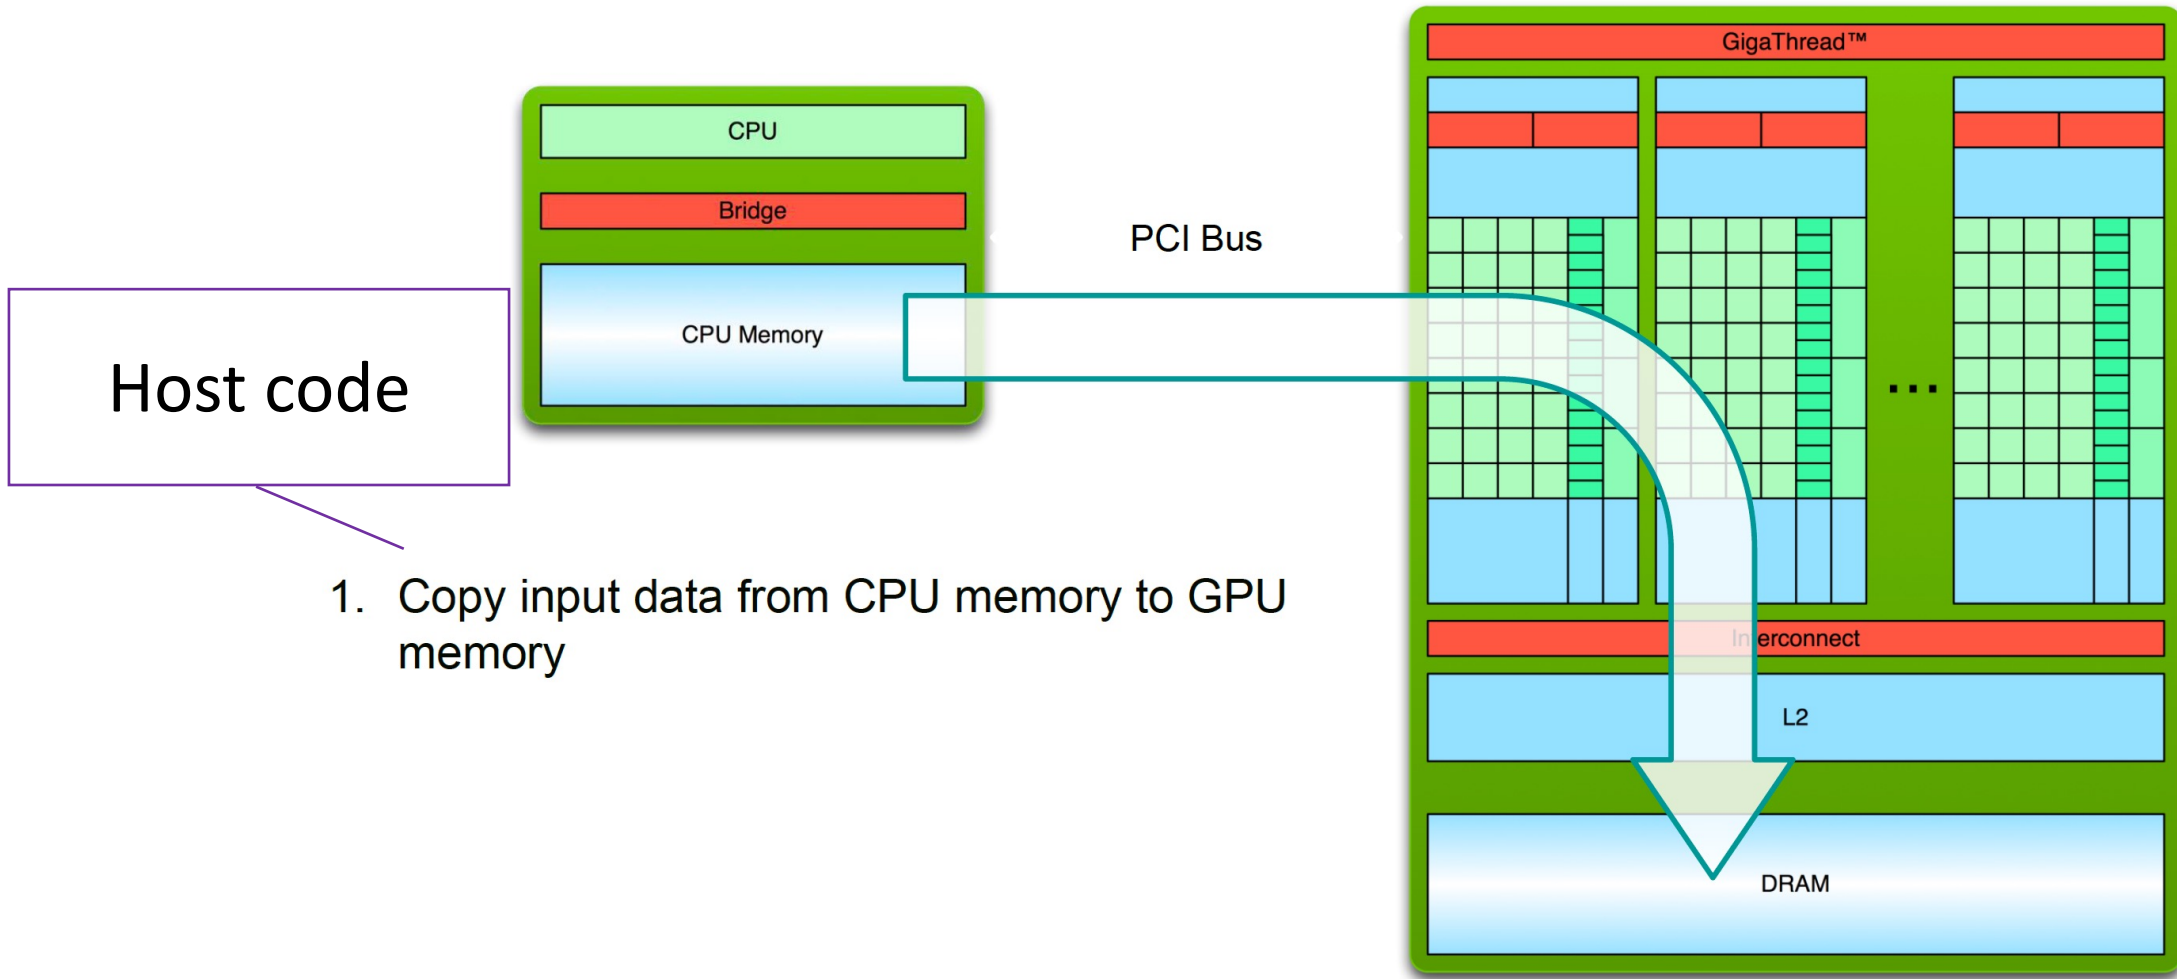 GigaThread™
CPU
Bridge
PCI Bus
CPU Memory
Host code
...
1. Copy input data from CPU memory to GPU
memory
Interconnect
L2
DRAM